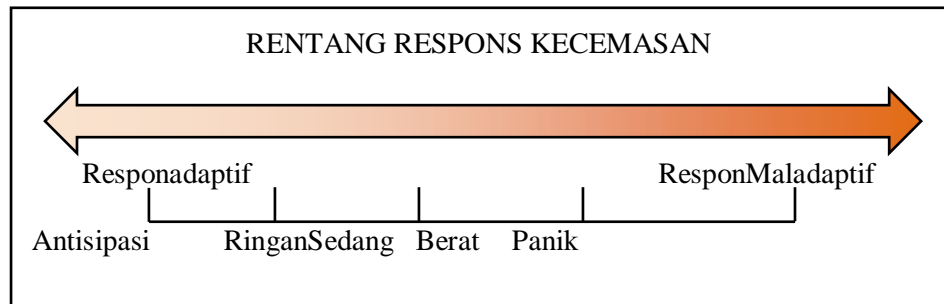 RENTANG RESPONS KECEMASAN
Responadaptif ResponMaladaptif
Antisipasi RinganSedang Berat Panik